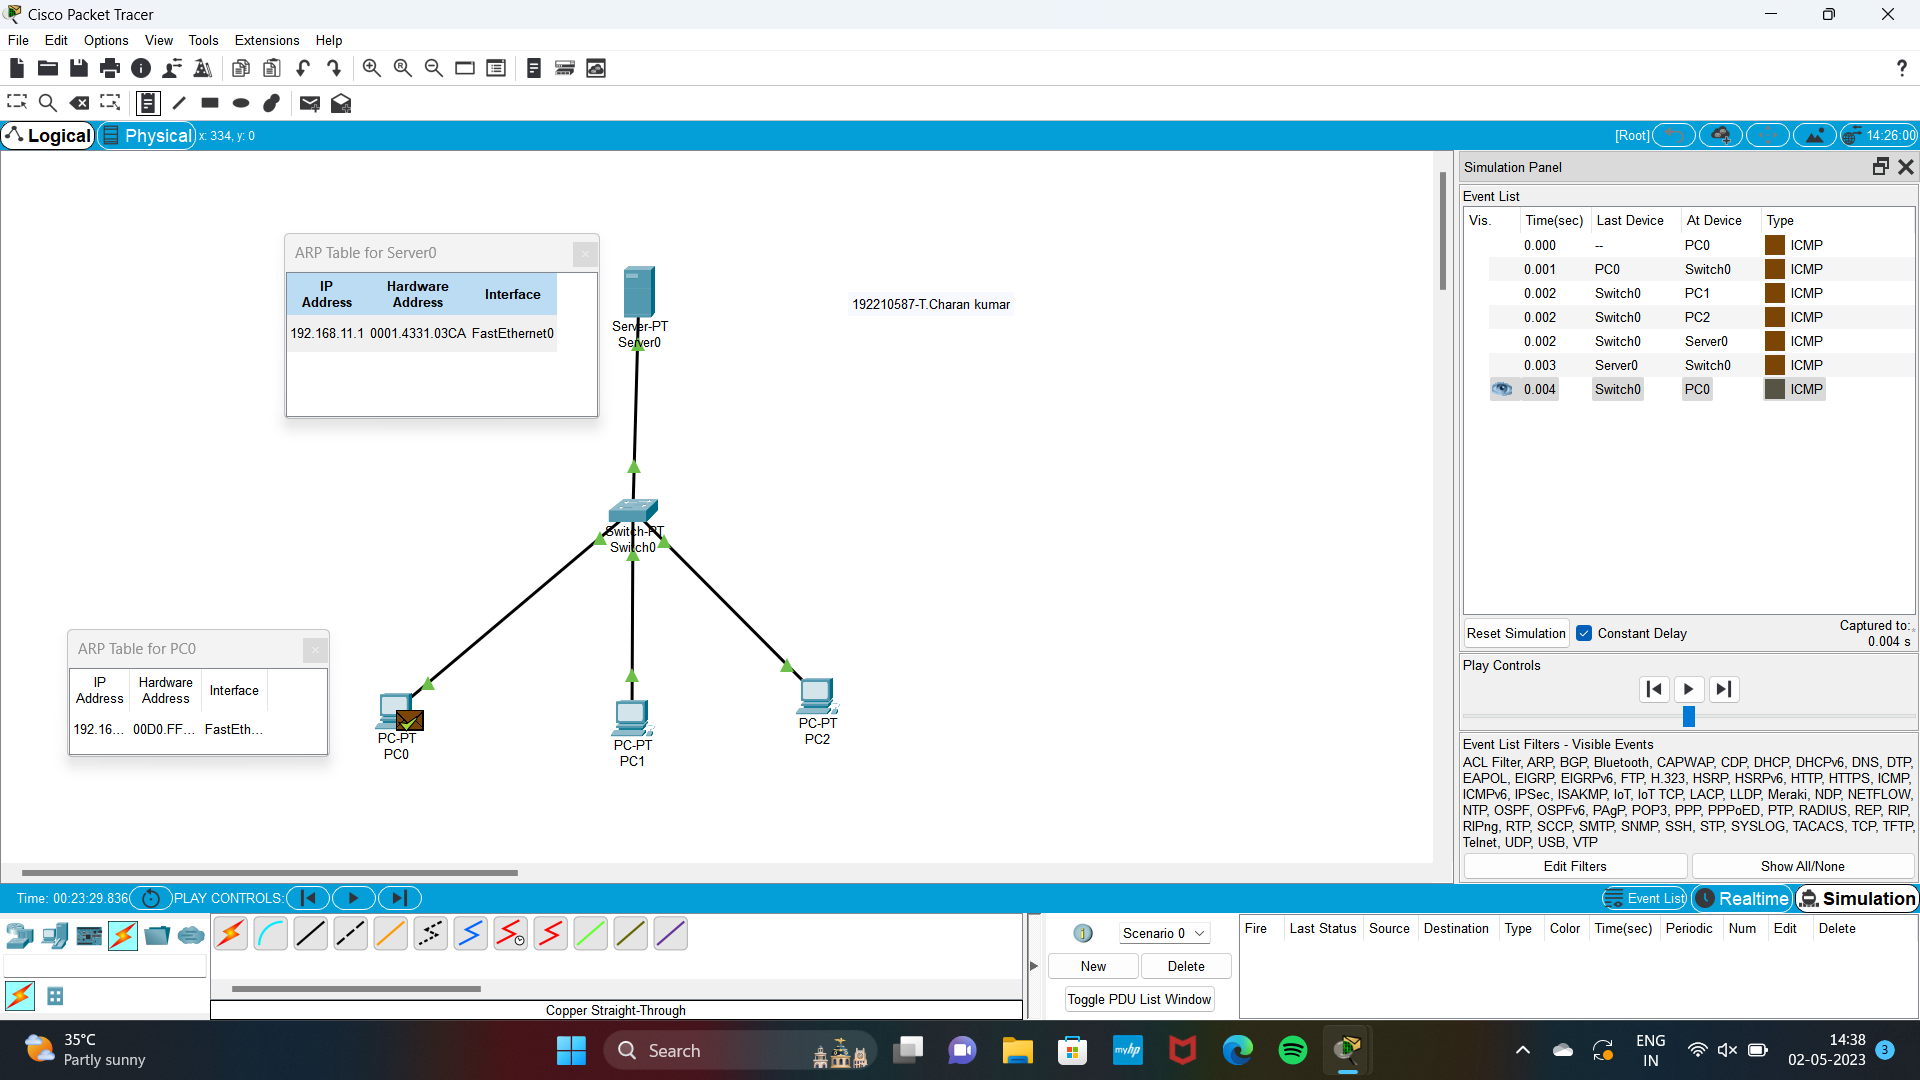 Cisco Packet Tracer
File Edit Options View Tools Extensions Help
?
Logical Physical x: 334, y: 0 [Root] 14:26:00
Simulation Panel
Event List
Vis. Time(sec) Last Device At Device Type
0.000 -- PC0 ICMP
0.001 PC0 Switch0 ICMP
0.002 Switch0 PC1 ICMP
0.002 Switch0 PC2 ICMP
0.002 Switch0 Server0 ICMP
0.003 Server0 Switch0 ICMP
0.004 Switch0 PC0 ICMP
Reset Simulation Constant Delay Captured to:
0.004 s
Play Controls
Event List Filters - Visible Events
ACL Filter, ARP, BGP, Bluetooth, CAPWAP, CDP, DHCP, DHCPv6, DNS, DTP,
EAPOL, EIGRP, EIGRPv6, FTP, H.323, HSRP, HSRPv6, HTTP, HTTPS, ICMP,
ICMPv6, IPSec, ISAKMP, IoT, IoT TCP, LACP, LLDP, Meraki, NDP, NETFLOW,
NTP, OSPF, OSPFv6, PAgP, POP3, PPP, PPPoED, PTP, RADIUS, REP, RIP,
RIPng, RTP, SCCP, SMTP, SNMP, SSH, STP, SYSLOG, TACACS, TCP, TFTP,
Telnet, UDP, USB, VTP
Edit Filters Show All/None
ARP Table for Server0
IP Address Hardware Address Interface
192.168.11.1 0001.4331.03CA FastEthernet0
Server-PT
Server0
192210587-T.Charan kumar
Switch-PT
Switch0
ARP Table for PC0
IP Address Hardware Address Interface
192.16... 00D0.FF... FastEth...
PC-PT
PC0
PC-PT
PC1
PC-PT
PC2
Time: 00:23:29.836 PLAY CONTROLS: Event List Realtime Simulation
Scenario 0
New Delete
Toggle PDU List Window
Fire Last Status Source Destination Type Color Time(sec) Periodic Num Edit Delete
Copper Straight-Through
35°C
Partly sunny
Search
myhp
ENG
IN
14:38
02-05-2023
3